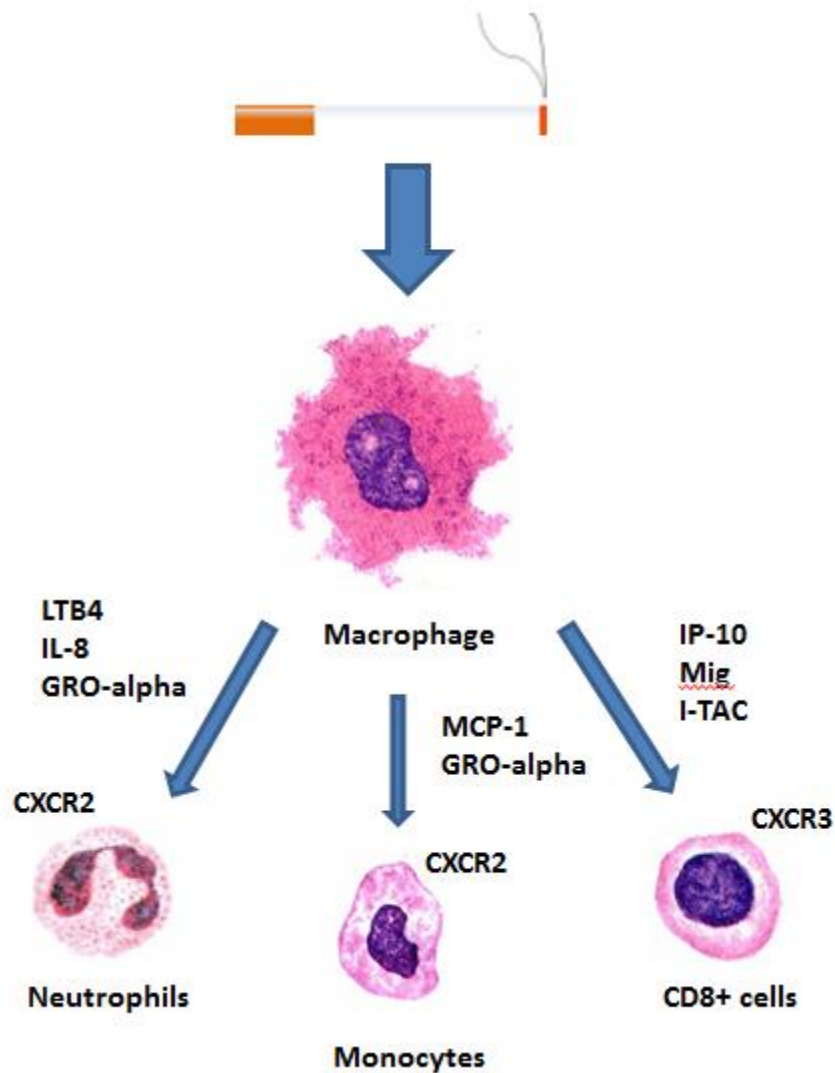 LTB4
IL-8
GRO-alpha
Macrophage
IP-10
Mig
I-TAC
MCP-1
GRO-alpha
CXCR2
CXCR2
CXCR3
Neutrophils
Monocytes
CD8+ cells